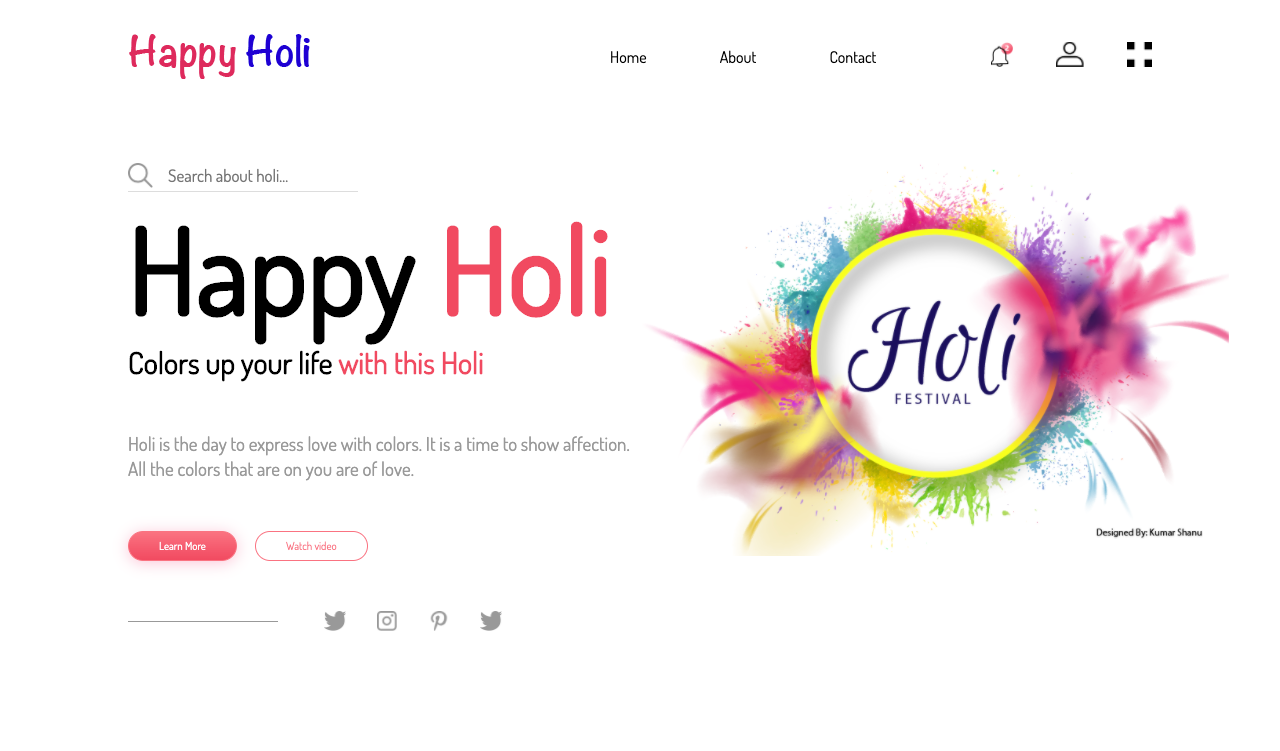 Happy Holi
Home About Contact
2
Search about holi...
Happy Holi
Colors up your life with this Holi
Holi is the day to express love with colors. It is a time to show affection.
All the colors that are on you are of love.
Learn More Watch video
Holi
FESTIVAL
Designed By: Kumar Shanu